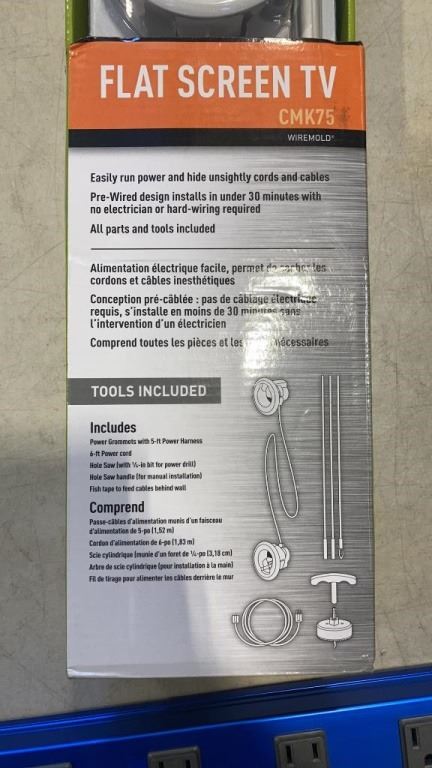 FLAT SCREEN TV
CMK75
WIREMOLD®
Easily run power and hide unsightly cords and cables
Pre-Wired design installs in under 30 minutes with
no electrician or hard-wiring required
All parts and tools included
Alimentation électrique facile, permet de cacher les
cordons et câbles inesthétiques
Conception pré-câblée : pas de câblage électrique
requis, s'installe en moins de 30 minutes sans
l'intervention d'un électricien
Comprend toutes les pièces et les nécessaires
TOOLS INCLUDED
Includes
Power Grommets with 5-ft Power Harness
6-ft Power cord
Hole Saw (with ¼-in bit for power drill)
Hole Saw handle (for manual installation)
Fish tape to feed cables behind wall
Comprend
Passe-câbles d'alimentation munis d'un faisceau
d'alimentation de 5-po (1,52 m)
Cordon d'alimentation de 6-po (1,83 m)
Scie cylindrique (munie d'un foret de ¼-po (3,18 cm)
Arbre de scie cylindrique (pour installation à la main)
Fil de tirage pour alimenter les câbles derrière le mur